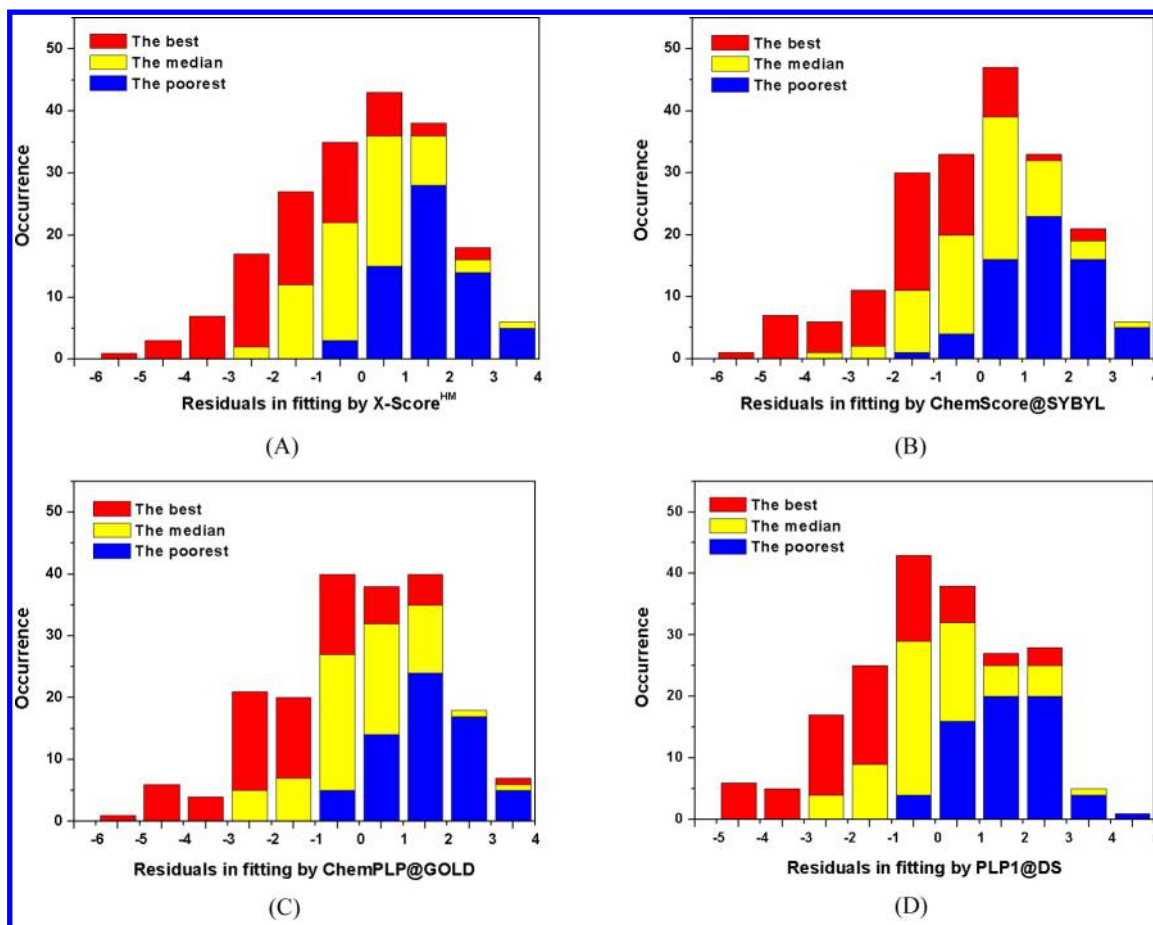 The best
The median
The poorest
50
40
30
20
10
0
Occurrence
-6 -5 -4 -3 -2 -1 0 1 2 3 4
Residuals in fitting by X-Score^HM
(A)
The best
The median
The poorest
50
40
30
20
10
0
Occurrence
-6 -5 -4 -3 -2 -1 0 1 2 3 4
Residuals in fitting by ChemScore@SYBYL
(B)
The best
The median
The poorest
50
40
30
20
10
0
Occurrence
-6 -5 -4 -3 -2 -1 0 1 2 3 4
Residuals in fitting by ChemPLP@GOLD
(C)
The best
The median
The poorest
50
40
30
20
10
0
Occurrence
-5 -4 -3 -2 -1 0 1 2 3 4 5
Residuals in fitting by PLP1@DS
(D)